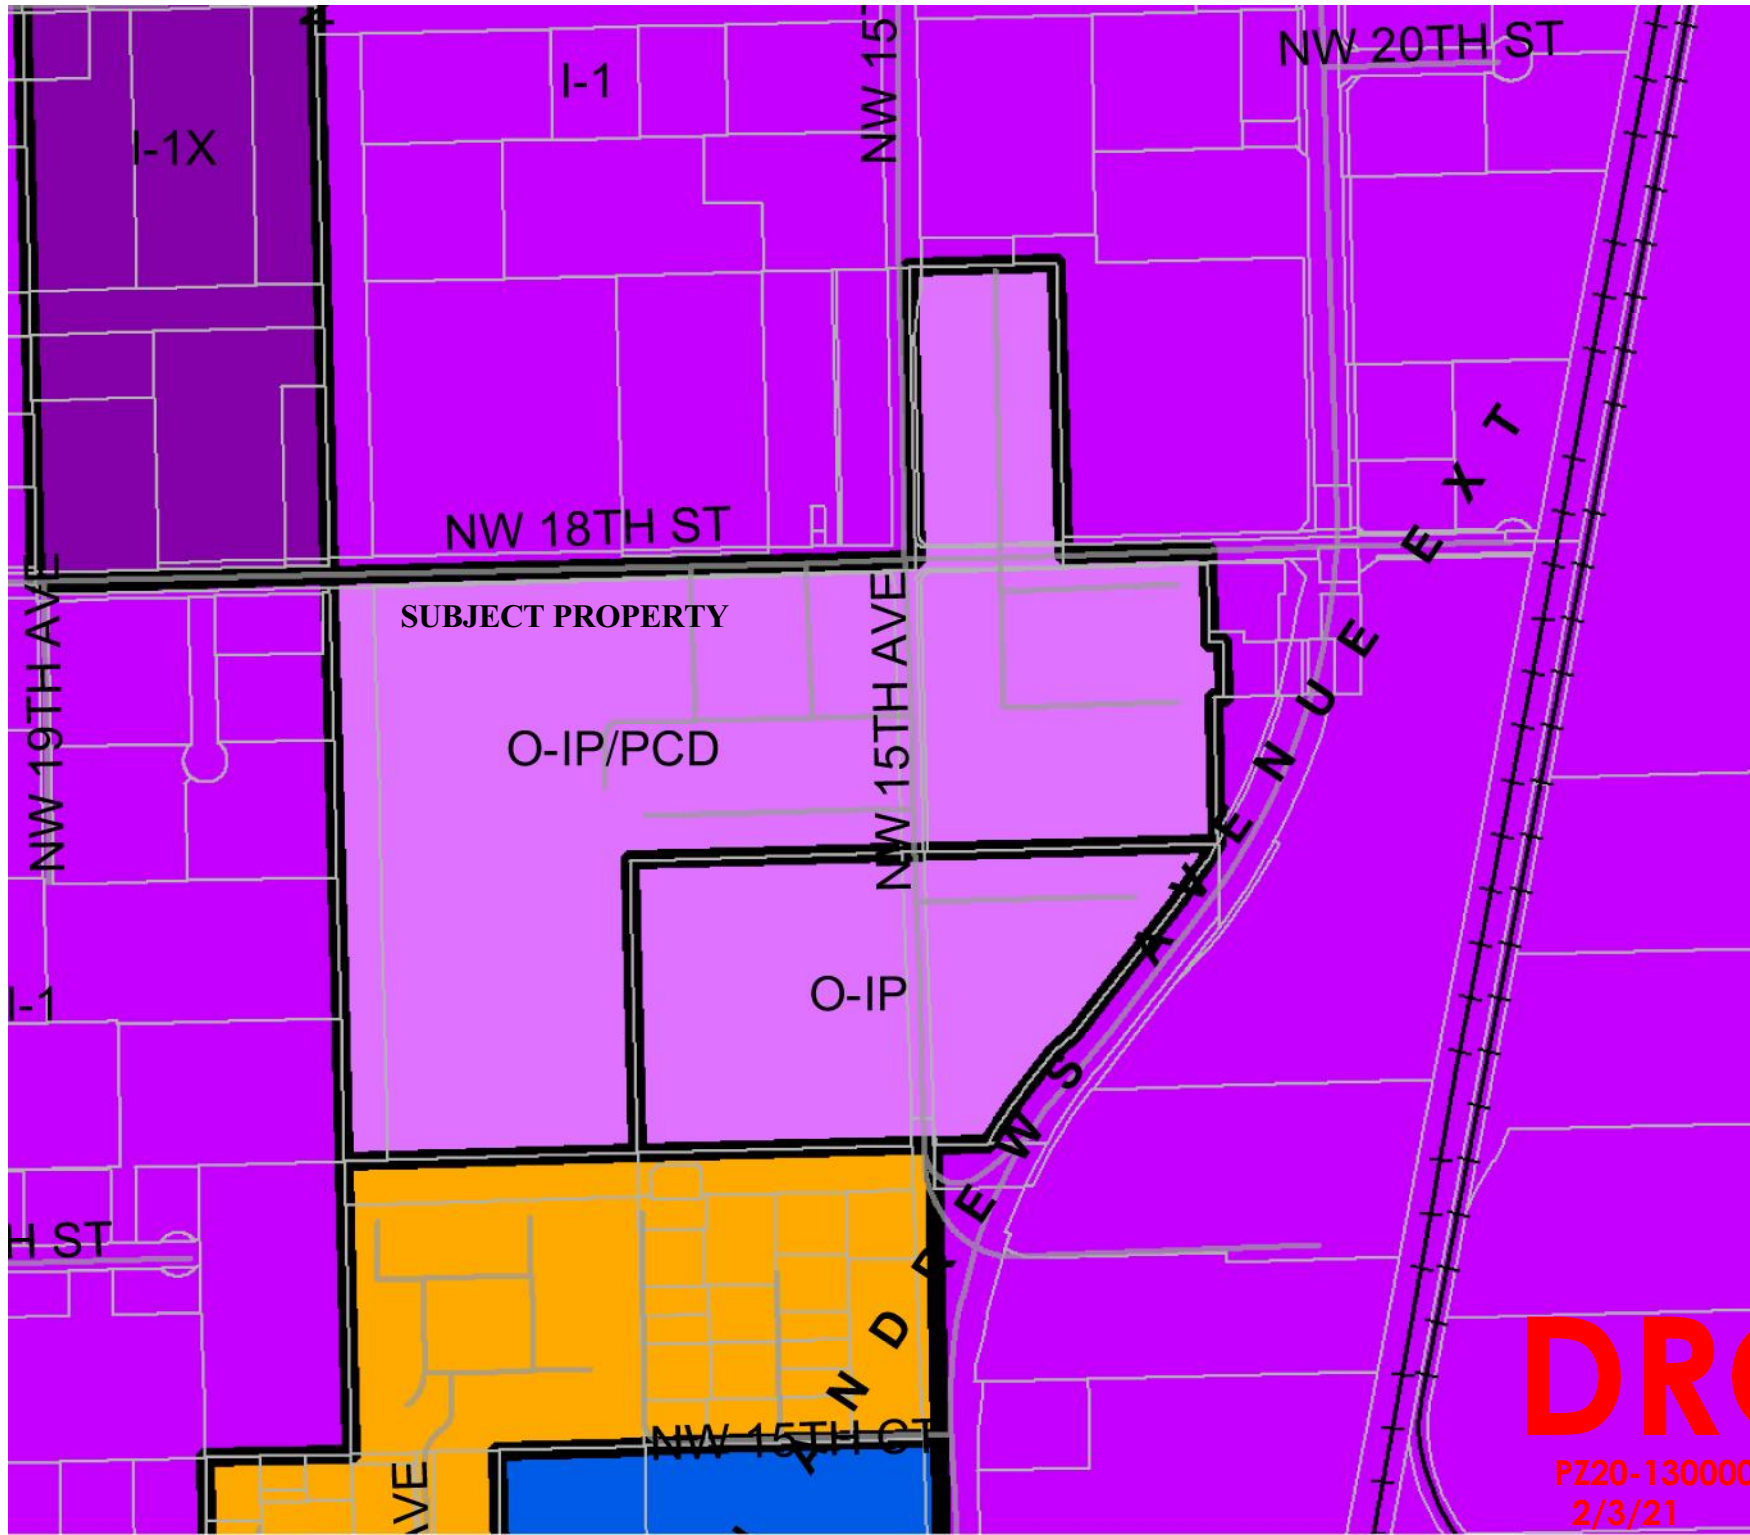 NW 20TH ST
I-1
NW 15
I-1X
NW 18TH ST
SUBJECT PROPERTY
NW 19TH AVE
NW 15TH AVE
O-IP/PCD
O-IP
I-1
H ST
ANDREWS AVENUE EXT
NW 15TH CT
AVE
DR
PZ20-130000
2/3/21